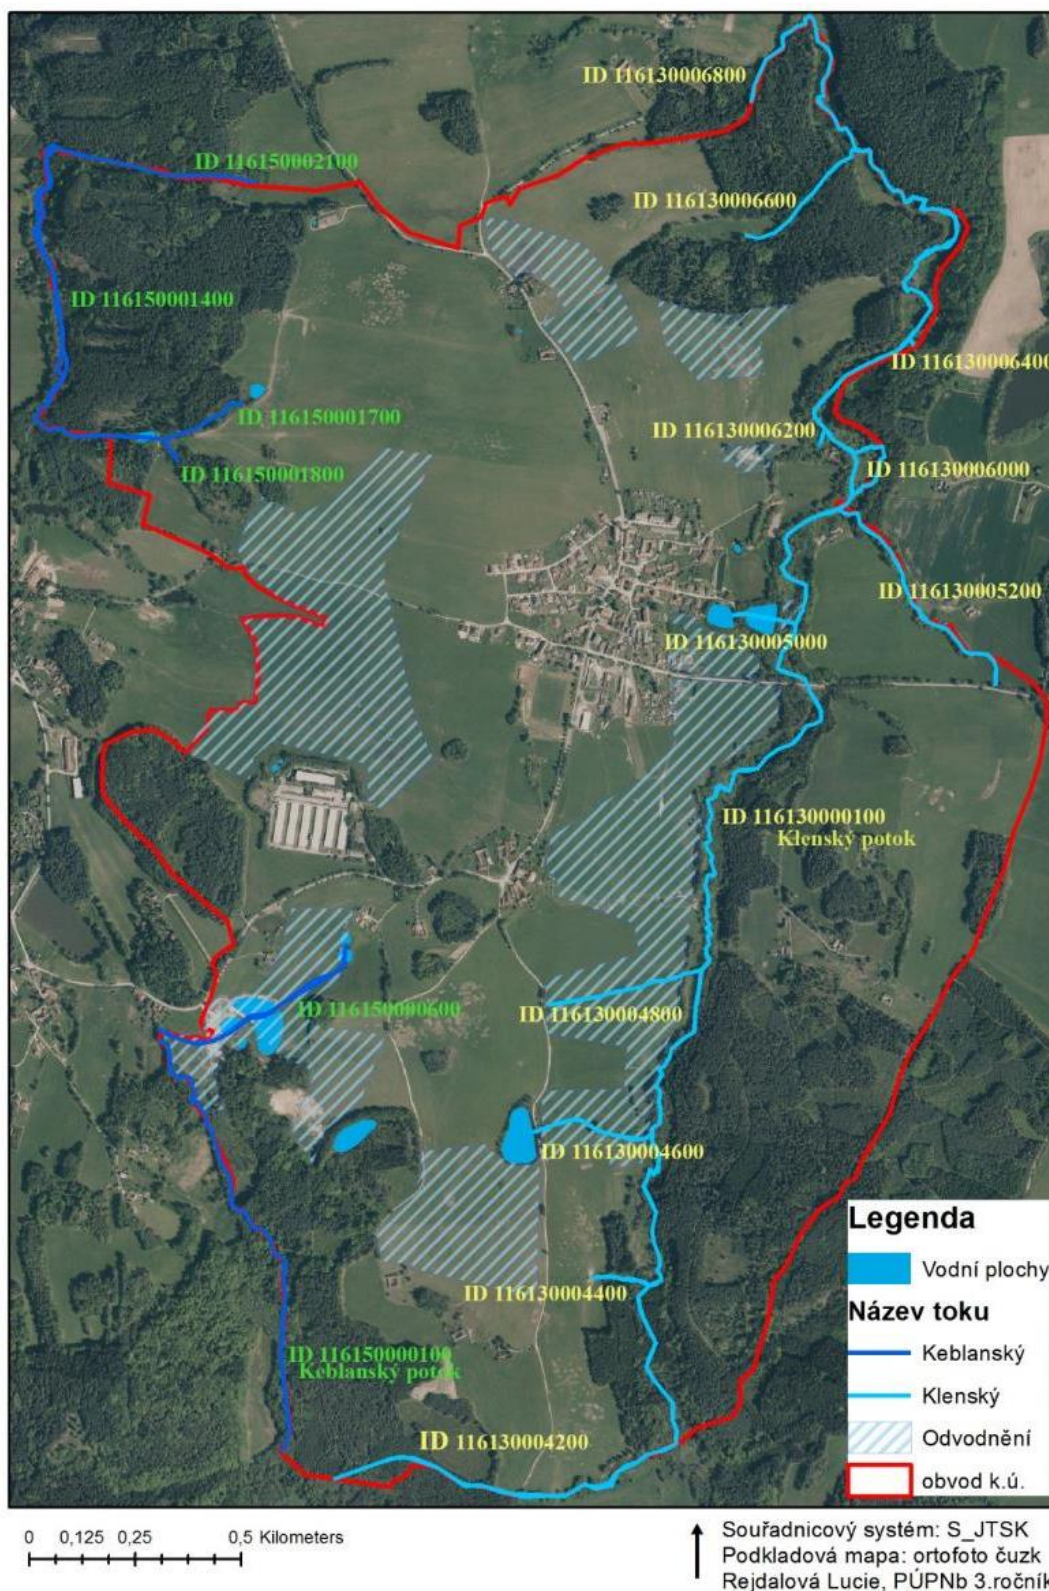 ID 116130006800
ID 116150002100
ID 116130006600
ID 116150001400
ID 116130006400
ID 116150001700
ID 116130006200
ID 116150001800
ID 116130006000
ID 116130005200
ID 116130005000
ID 116130000100
Klenský potok
ID 116150000600
ID 116130004800
ID 116130004600
ID 116130004400
ID 116150000100
Keblanský potok
ID 116130004200
Legenda
Vodní plochy
Název toku
Keblanský
Klenský
Odvodnění
obvod k.ú.
0 0,125 0,25 0,5 Kilometers
Souřadnicový systém: S_JTSK
Podkladová mapa: ortofoto čuzk
Rejdalová Lucie, PÚPNb 3.ročník